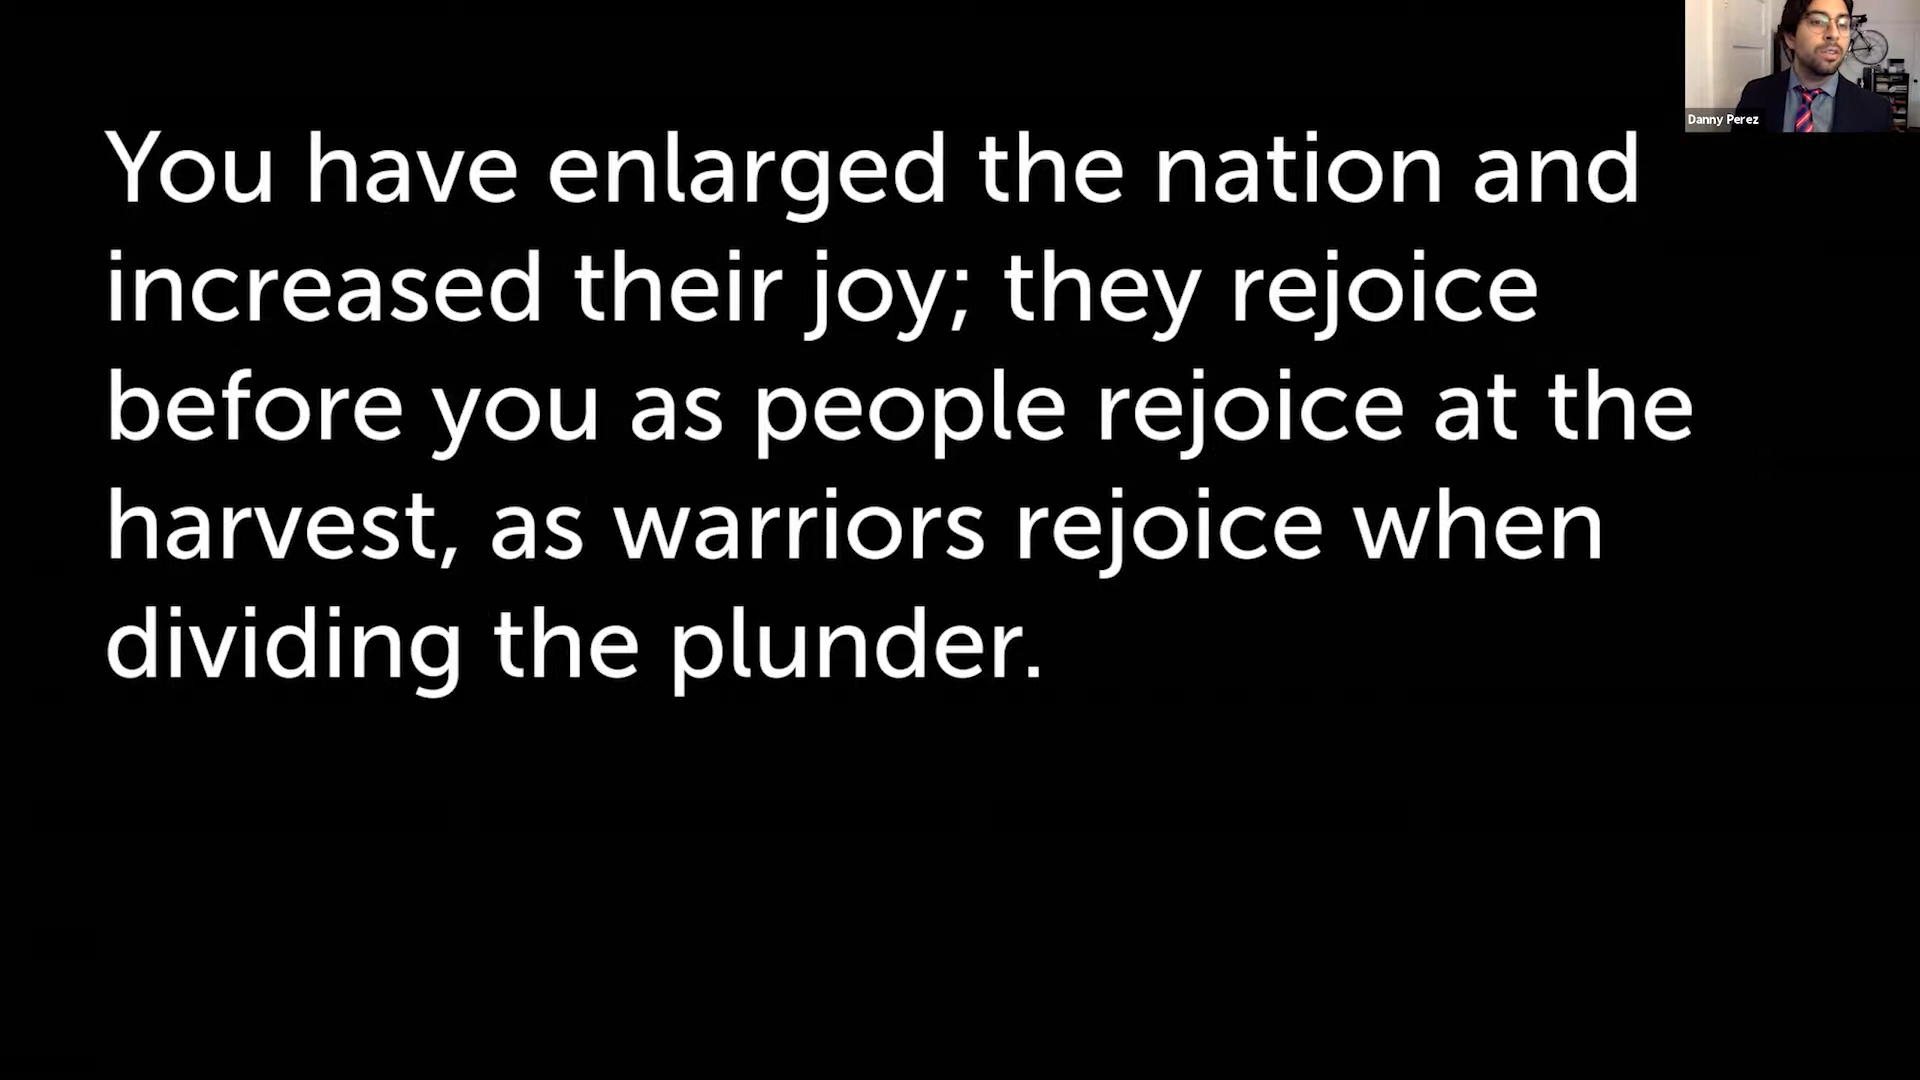 You have enlarged the nation and
increased their joy; they rejoice
before you as people rejoice at the
harvest, as warriors rejoice when
dividing the plunder.
Danny Perez